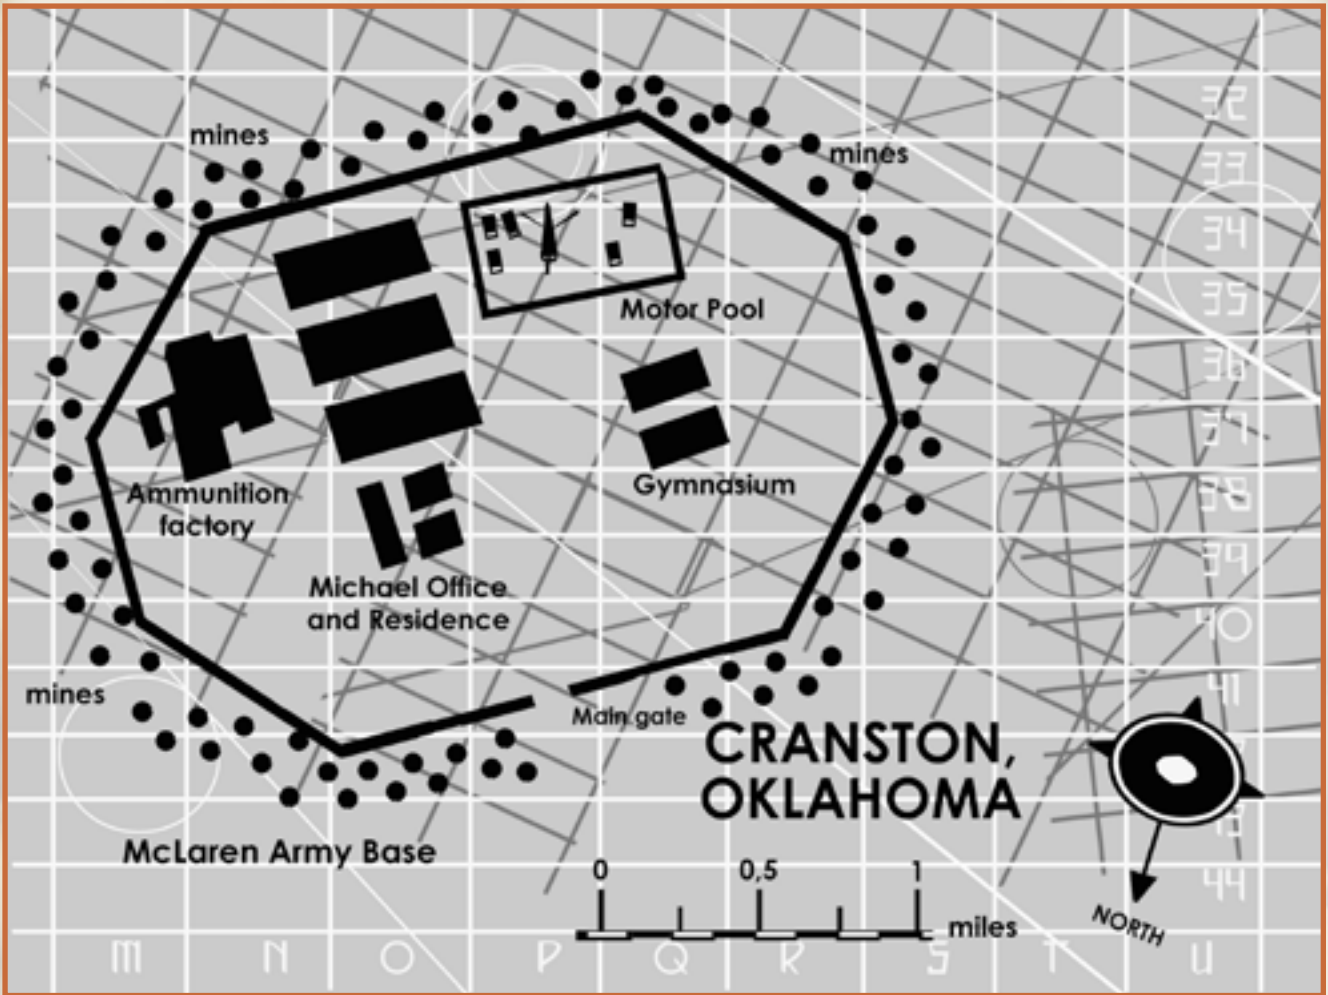 32
mines
mines
33
34
35
Motor Pool
36
37
Gymnasium
Ammunition
factory
38
39
Michael Office
and Residence
40
mines
41
Main gate
CRANSTON,
OKLAHOMA
McLaren Army Base
0 0,5 1
44
miles
NORTH
M N O P Q R S T U